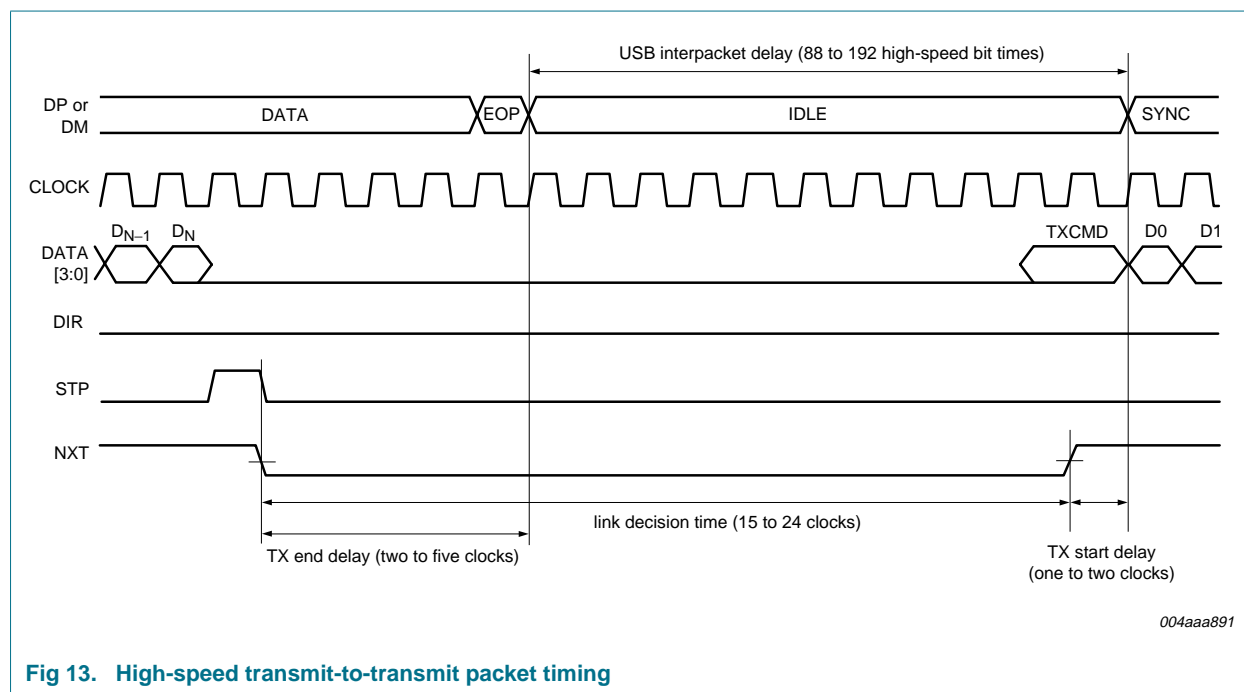 USB interpacket delay (88 to 192 high-speed bit times)
DP or
DM
DATA
EOP
IDLE
SYNC
CLOCK
DATA
[3:0]
DN–1
DN
TXCMD
D0
D1
DIR
STP
NXT
link decision time (15 to 24 clocks)
TX end delay (two to five clocks)
TX start delay
(one to two clocks)
004aaa891
Fig 13. High-speed transmit-to-transmit packet timing